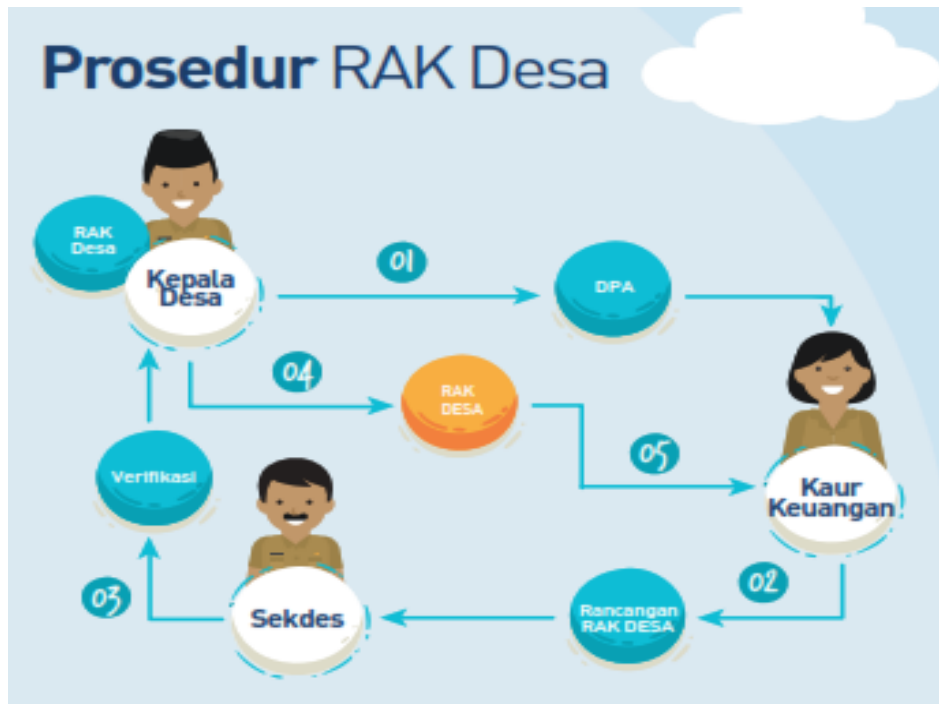 Prosedur RAK Desa
RAK
Desa
Kepala
Desa
01
DPA
04
RAK
DESA
05
Kaur
Keuangan
Verifikasi
03
Sekdes
Rancangan
RAK DESA
02